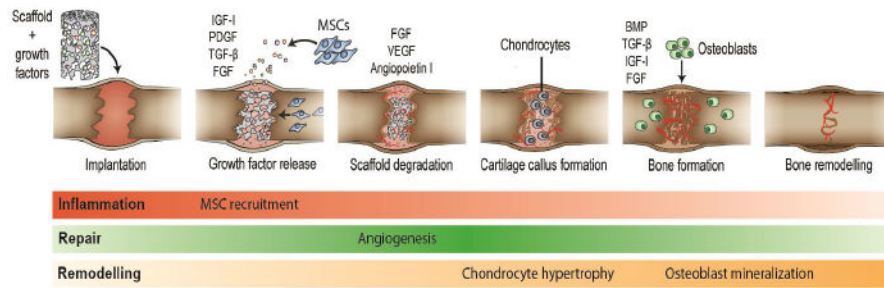 Scaffold
+
growth
factors
IGF-I
PDGF
TGF-β
FGF
MSCs
FGF
VEGF
Angiopoietin I
Chondrocytes
BMP
TGF-β
IGF-I
FGF
Osteoblasts
Implantation
Growth factor release
Scaffold degradation
Cartilage callus formation
Bone formation
Bone remodelling
Inflammation MSC recruitment
Repair Angiogenesis
Remodelling Chondrocyte hypertrophy Osteoblast mineralization